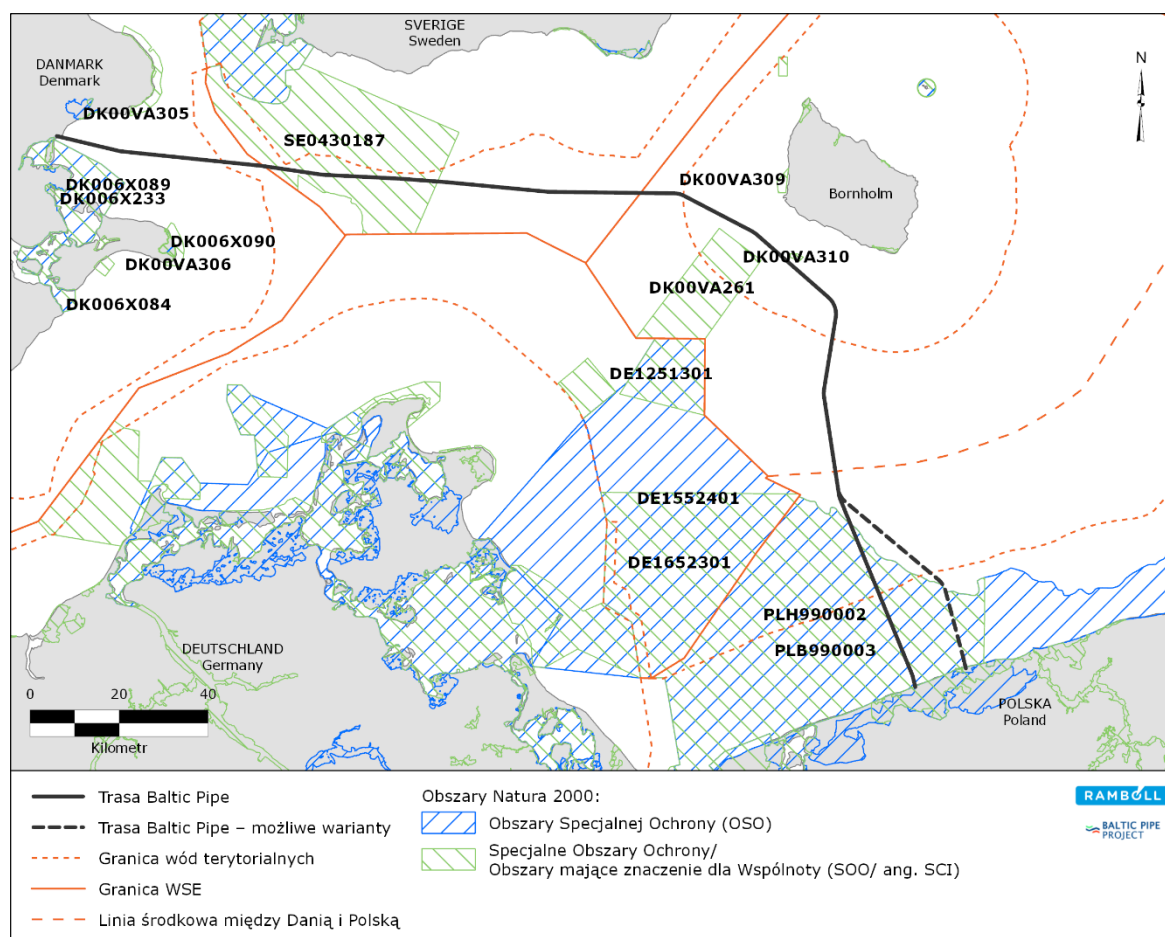 SVERIGE
Sweden
DANMARK
Denmark
N
DK00VA305
SE0430187
DK006X089
DK006X233
DK00VA309
Bornholm
DK006X090
DK00VA306
DK00VA310
DK00VA261
DK006X084
DE1251301
DE1552401
DE1652301
PLH990002
PLB990003
DEUTSCHLAND
Germany
POLSKA
Poland
0 20 40
Kilometr
Trasa Baltic Pipe
Trasa Baltic Pipe – możliwe warianty
Granica wód terytorialnych
Granica WSE
Linia środkowa między Danią i Polską
Obszary Natura 2000:
Obszary Specjalnej Ochrony (OSO)
Specjalne Obszary Ochrony/
Obszary mające znaczenie dla Wspólnoty (SOO/ ang. SCI)
RAMBOLL
BALTIC PIPE
PROJECT